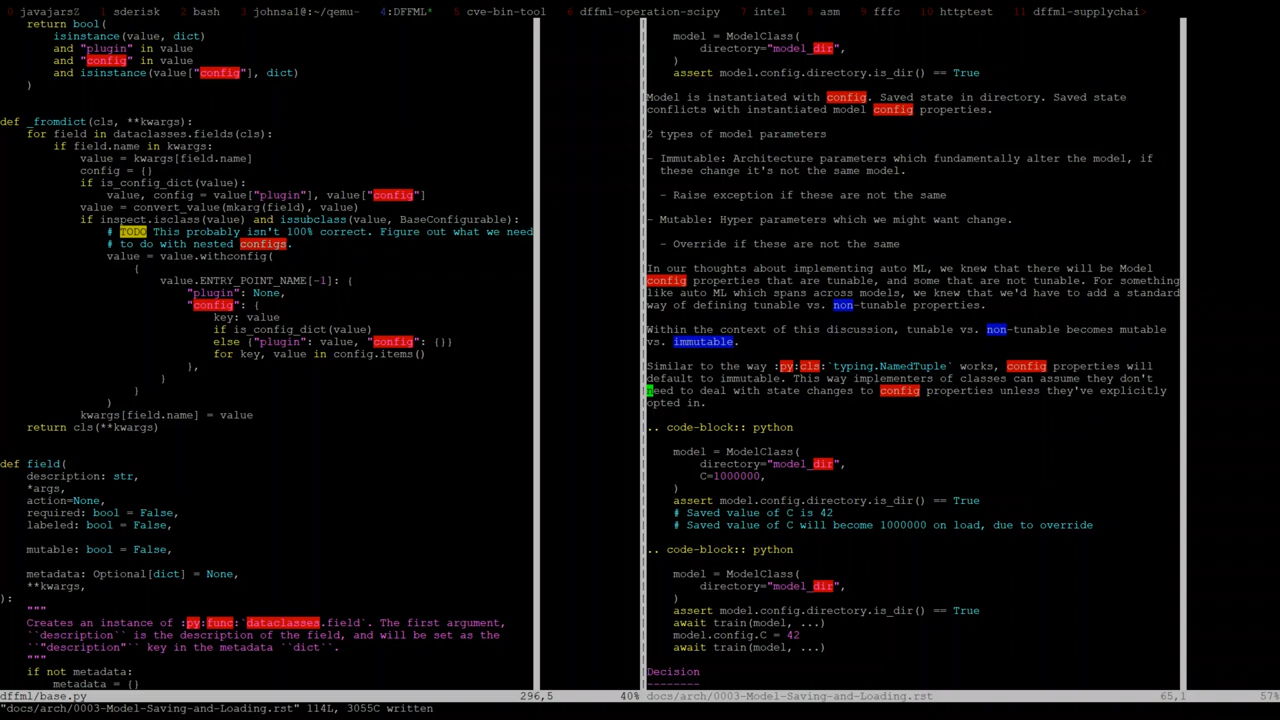 0 javajarsZ  1 sderisk  2 bash  3 johnsa1@:~/qemu-  4:DFFML*  5 cve-bin-tool  6 dffml-operation-scipy  7 intel  8 asm  9 fffc  10 httptest  11 dffml-supplychai>
    return bool(
        isinstance(value, dict)
        and "plugin" in value
        and "config" in value
        and isinstance(value["config"], dict)
    )
def _fromdict(cls, **kwargs):
    for field in dataclasses.fields(cls):
        if field.name in kwargs:
            value = kwargs[field.name]
            config = {}
            if is_config_dict(value):
                value, config = value["plugin"], value["config"]
            value = convert_value(mkarg(field), value)
            if inspect.isclass(value) and issubclass(value, BaseConfigurable):
                # TODO This probably isn't 100% correct. Figure out what we need
                # to do with nested configs.
                value = value.withconfig(
                    {
                        value.ENTRY_POINT_NAME[-1]: {
                            "plugin": None,
                            "config": {
                                key: value
                                if is_config_dict(value)
                                else {"plugin": value, "config": {}}
                                for key, value in config.items()
                            },
                        }
                    }
                )
            kwargs[field.name] = value
    return cls(**kwargs)
def field(
    description: str,
    *args,
    action=None,
    required: bool = False,
    labeled: bool = False,
    mutable: bool = False,
    metadata: Optional[dict] = None,
    **kwargs,
):
    """
    Creates an instance of :py:func:`dataclasses.field`. The first argument,
    ``description`` is the description of the field, and will be set as the
    ``"description"`` key in the metadata ``dict``.
    """
    if not metadata:
        metadata = {}
dffml/base.py 296,5 40%
    model = ModelClass(
        directory="model_dir",
    )
    assert model.config.directory.is_dir() == True
Model is instantiated with config. Saved state in directory. Saved state
conflicts with instantiated model config properties.
2 types of model parameters
- Immutable: Architecture parameters which fundamentally alter the model, if
  these change it's not the same model.
  - Raise exception if these are not the same
- Mutable: Hyper parameters which we might want change.
  - Override if these are not the same
In our thoughts about implementing auto ML, we knew that there will be Model
config properties that are tunable, and some that are not tunable. For something
like auto ML which spans across models, we knew that we'd have to add a standard
way of defining tunable vs. non-tunable properties.
Within the context of this discussion, tunable vs. non-tunable becomes mutable
vs. immutable.
Similar to the way :py:cls:`typing.NamedTuple` works, config properties will
default to immutable. This way implementers of classes can assume they don't
need to deal with state changes to config properties unless they've explicitly
opted in.
.. code-block:: python
    model = ModelClass(
        directory="model_dir",
        C=1000000,
    )
    assert model.config.directory.is_dir() == True
    # Saved value of C is 42
    # Saved value of C will become 1000000 on load, due to override
.. code-block:: python
    model = ModelClass(
        directory="model_dir",
    )
    assert model.config.directory.is_dir() == True
    await train(model, ...)
    model.config.C = 42
    await train(model, ...)
Decision
--------
docs/arch/0003-Model-Saving-and-Loading.rst 65,1 57%
"docs/arch/0003-Model-Saving-and-Loading.rst" 114L, 3055C written